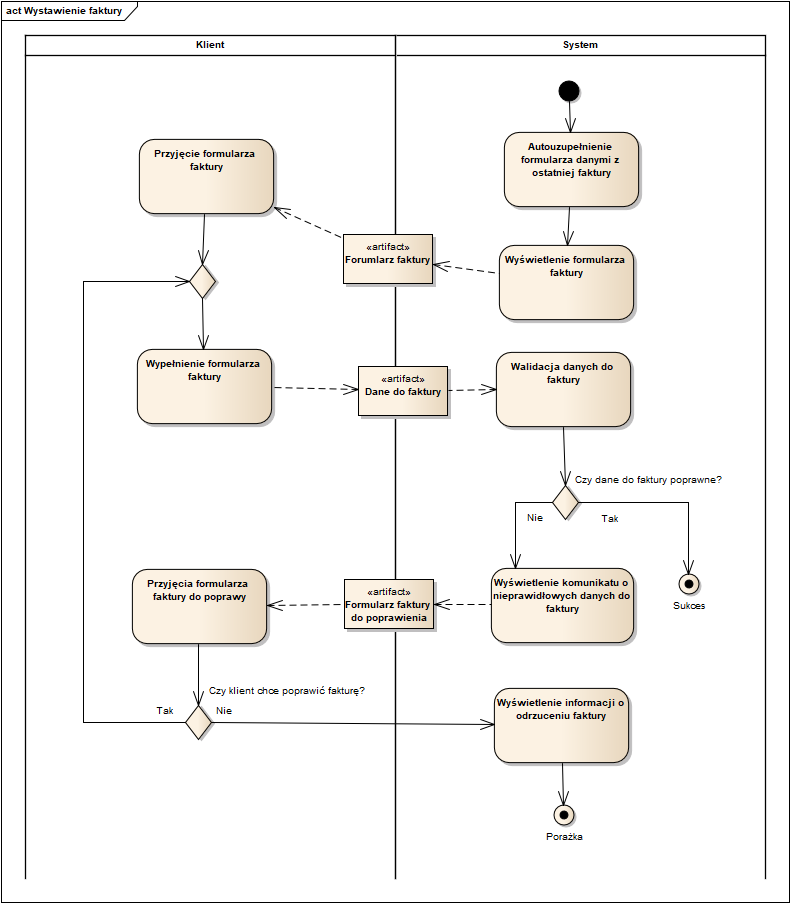 act Wystawienie faktury
Klient
System
Przyjęcie formularza
faktury
Autouzupełnienie
formularza danymi z
ostatniej faktury
«artifact»
Forumlarz faktury
Wyświetlenie formularza
faktury
Wypełnienie formularza
faktury
«artifact»
Dane do faktury
Walidacja danych do
faktury
Czy dane do faktury poprawne?
Nie
Tak
Sukces
Przyjęcia formularza
faktury do poprawy
«artifact»
Formularz faktury
do poprawienia
Wyświetlenie komunikatu o
nieprawidłowych danych do
faktury
Czy klient chce poprawić fakturę?
Tak
Nie
Wyświetlenie informacji o
odrzuceniu faktury
Porażka